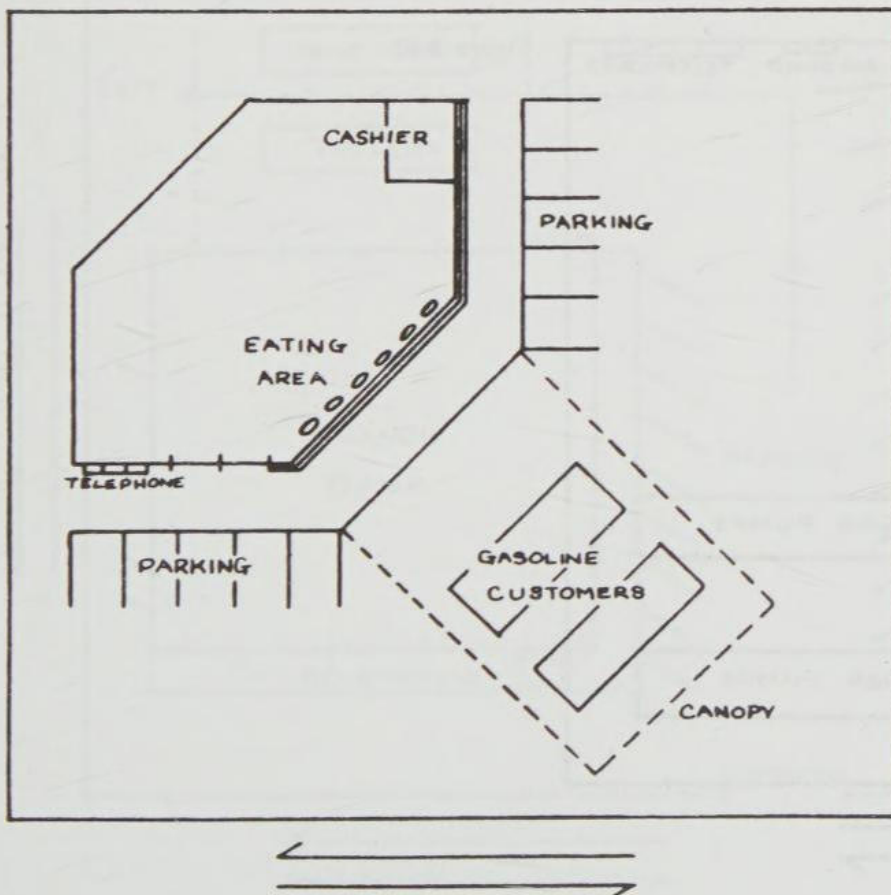 CASHIER
PARKING
EATING
AREA
TELEPHONE
PARKING
GASOLINE
CUSTOMERS
CANOPY